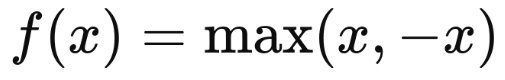 f(x) = max(x, −x)